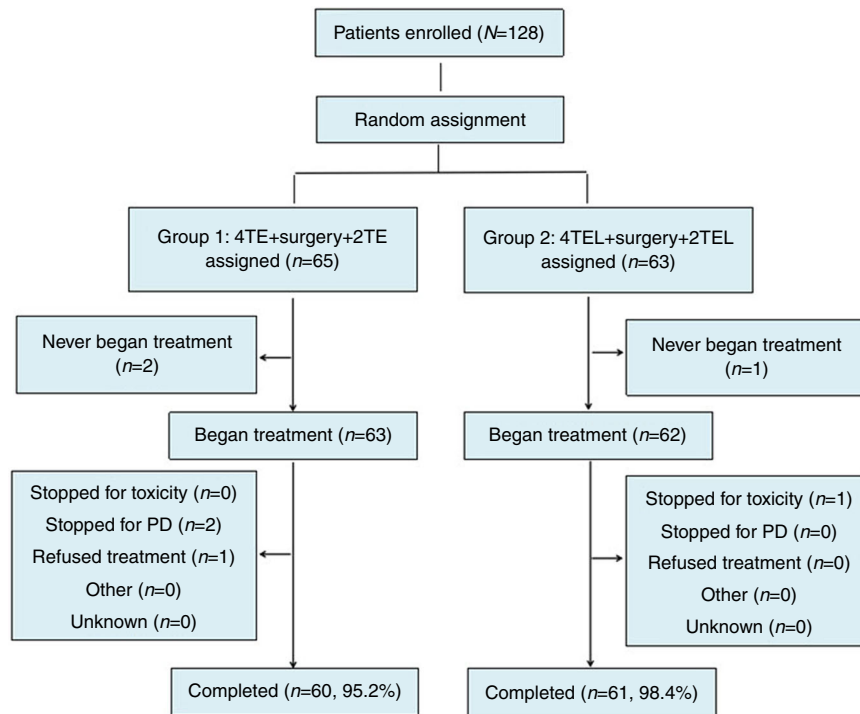 Patients enrolled (N=128)
Random assignment
Group 1: 4TE+surgery+2TE
assigned (n=65)
Group 2: 4TEL+surgery+2TEL
assigned (n=63)
Never began treatment
(n=2)
Never began treatment
(n=1)
Began treatment (n=63)
Began treatment (n=62)
Stopped for toxicity (n=0)
Stopped for PD (n=2)
Refused treatment (n=1)
Other (n=0)
Unknown (n=0)
Stopped for toxicity (n=1)
Stopped for PD (n=0)
Refused treatment (n=0)
Other (n=0)
Unknown (n=0)
Completed (n=60, 95.2%)
Completed (n=61, 98.4%)